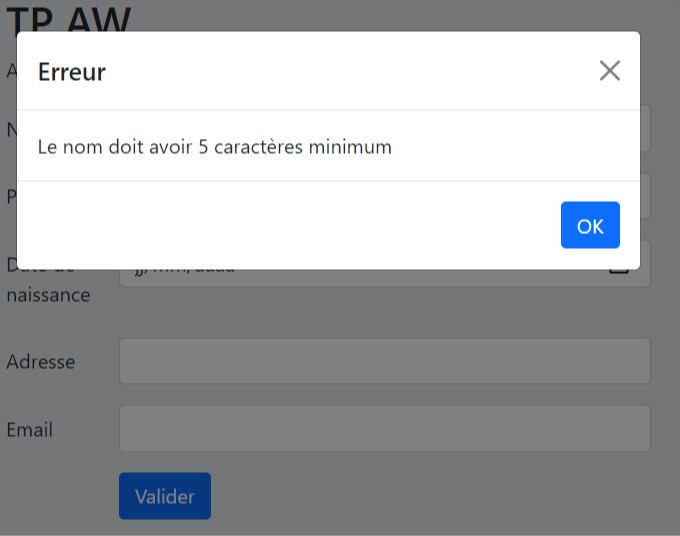 TP AW
Erreur
Le nom doit avoir 5 caractères minimum
OK
Date de
naissance
jj/mm/aaaa
Adresse
Email
Valider